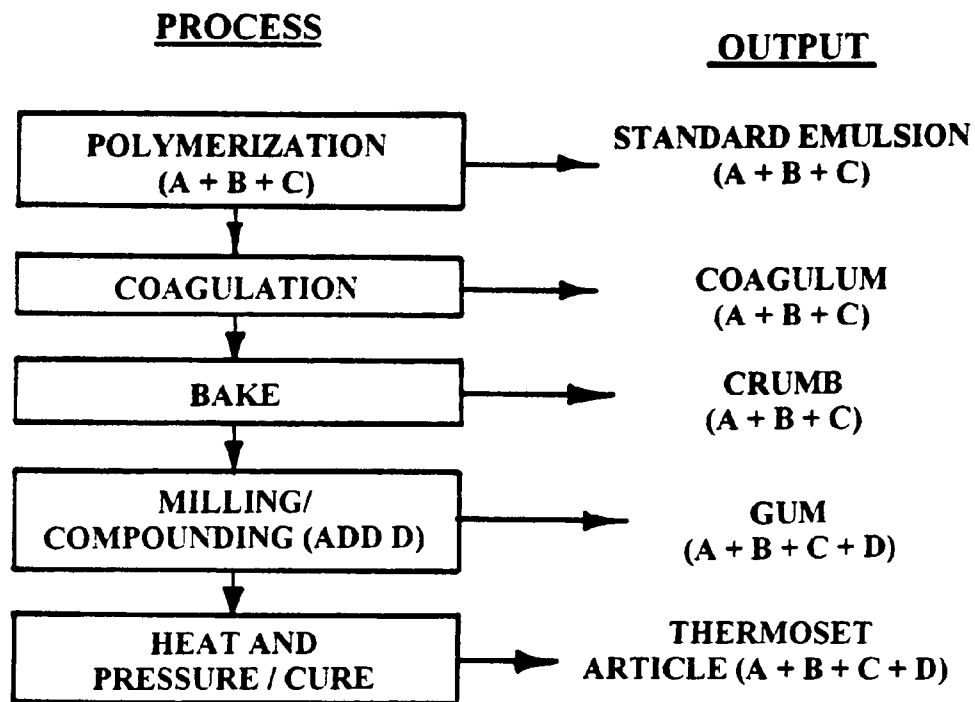 PROCESS
OUTPUT
POLYMERIZATION
(A + B + C)
STANDARD EMULSION
(A + B + C)
COAGULATION
COAGULUM
(A + B + C)
BAKE
CRUMB
(A + B + C)
MILLING/
COMPOUNDING (ADD D)
GUM
(A + B + C + D)
HEAT AND
PRESSURE / CURE
THERMOSET
ARTICLE (A + B + C + D)